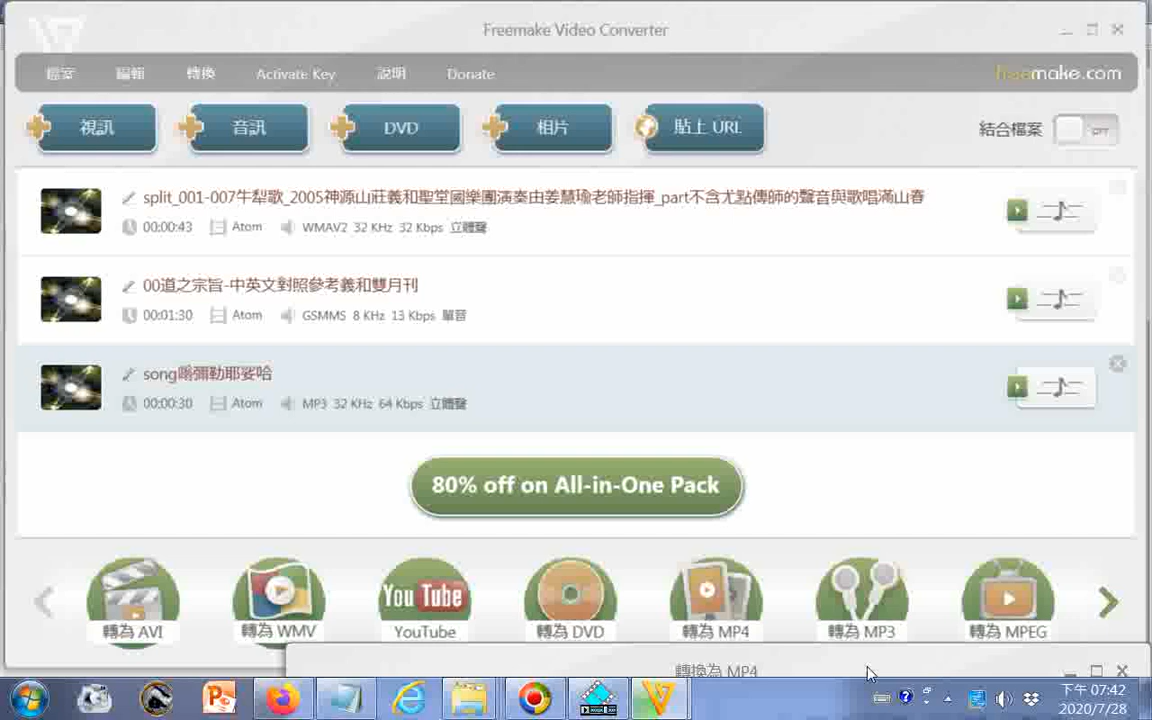 Freemake Video Converter
檔案 編輯 轉換 Activate Key 說明 Donate freemake.com
視訊 音訊 DVD 相片 貼上 URL 結合檔案 OFF
split_001-007牛犁歌_2005神源山莊義和聖堂國樂團演奏由姜慧瑜老師指揮_part不含尤點傳師的聲音與歌唱滿山春
00:00:43 Atom WMAV2 32 KHz 32 Kbps 立體聲
00道之宗旨-中英文對照參考義和雙月刊
00:01:30 Atom GSMMS 8 KHz 13 Kbps 單音
song嗡彌勒耶娑哈
00:00:30 Atom MP3 32 KHz 64 Kbps 立體聲
80% off on All-in-One Pack
You Tube
轉為 AVI 轉為 WMV YouTube 轉為 DVD 轉為 MP4 轉為 MP3 轉為 MPEG
轉換為 MP4
下午 07:42
2020/7/28